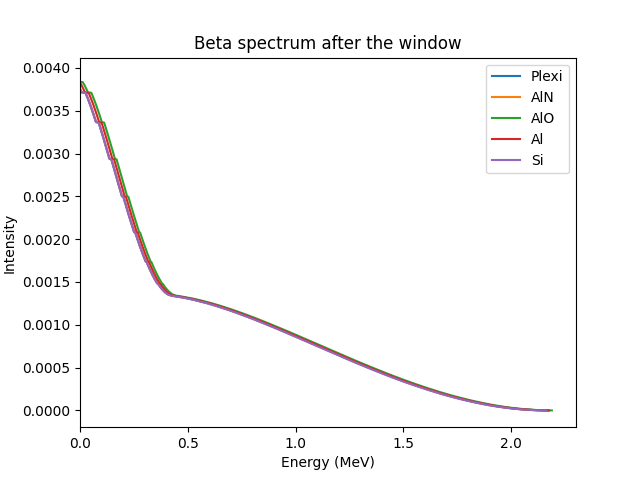 Beta spectrum after the window
0.0040
0.0035
0.0030
0.0025
0.0020
0.0015
0.0010
0.0005
0.0000
Intensity
0.0
0.5
1.0
1.5
2.0
Energy (MeV)
Plexi
AlN
AlO
Al
Si